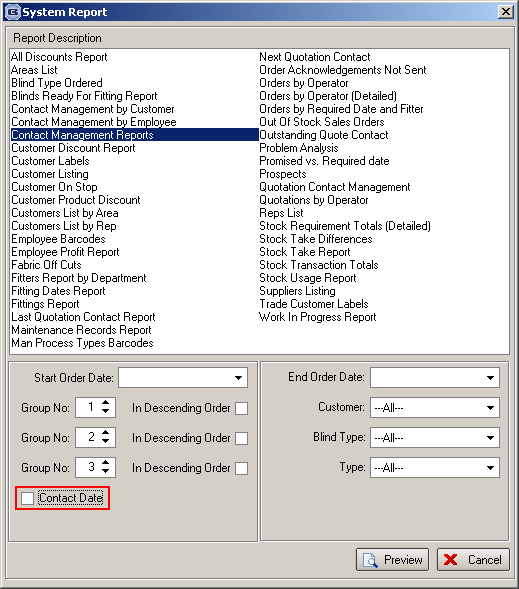 System Report
Report Description
All Discounts Report
Areas List
Blind Type Ordered
Blinds Ready For Fitting Report
Contact Management by Customer
Contact Management by Employee
Contact Management Reports
Customer Discount Report
Customer Labels
Customer Listing
Customer On Stop
Customer Product Discount
Customers List by Area
Customers List by Rep
Employee Barcodes
Employee Profit Report
Fabric Off Cuts
Fitters Report by Department
Fitting Dates Report
Fittings Report
Last Quotation Contact Report
Maintenance Records Report
Man Process Types Barcodes
Next Quotation Contact
Order Acknowledgements Not Sent
Orders by Operator
Orders by Operator (Detailed)
Orders by Required Date and Fitter
Out Of Stock Sales Orders
Outstanding Quote Contact
Problem Analysis
Promised vs. Required date
Prospects
Quotation Contact Management
Quotations by Operator
Reps List
Stock Requirement Totals (Detailed)
Stock Take Differences
Stock Take Report
Stock Transaction Totals
Stock Usage Report
Suppliers Listing
Trade Customer Labels
Work In Progress Report
Start Order Date:
Group No: 1 In Descending Order
Group No: 2 In Descending Order
Group No: 3 In Descending Order
Contact Date
End Order Date:
Customer: ---All---
Blind Type: ---All---
Type: ---All---
Preview
Cancel